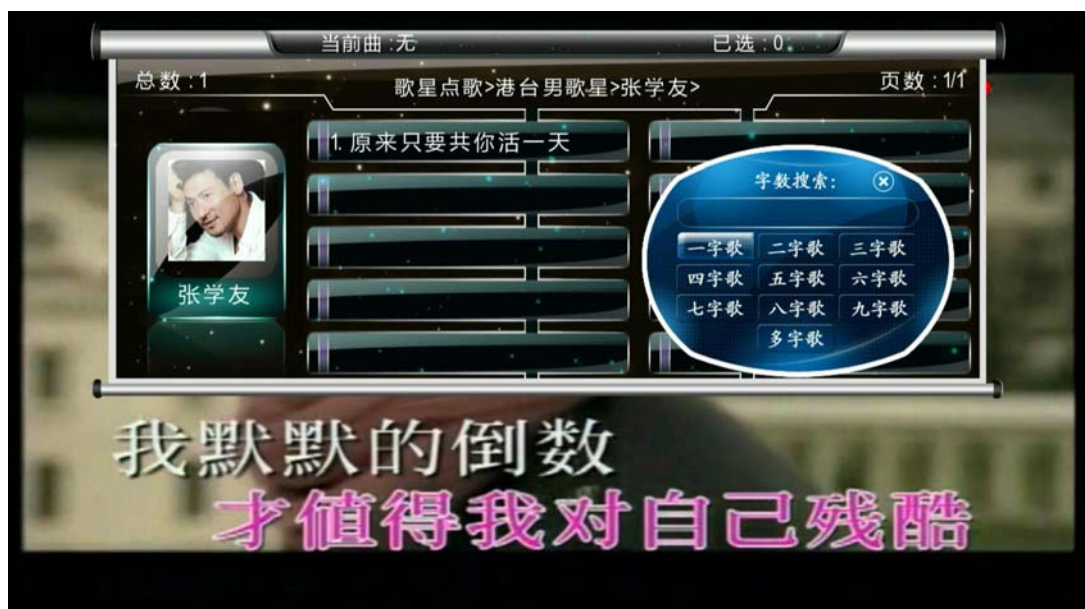 当前曲:无 已选:0
总数:1 歌星点歌>港台男歌星>张学友> 页数:1/1
1. 原来只要共你活一天
张学友
字数搜索:
一字歌 二字歌 三字歌
四字歌 五字歌 六字歌
七字歌 八字歌 九字歌
多字歌
我默默的倒数
才值得我对自己残酷